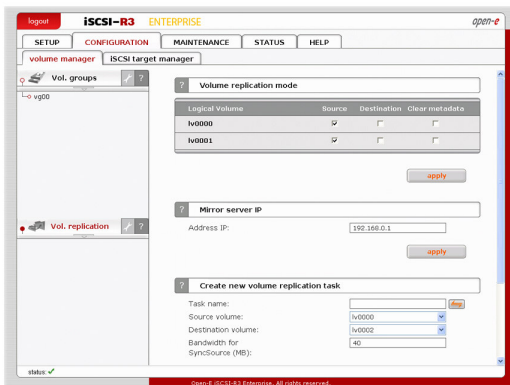 logout iSCSI-R3 ENTERPRISE open-e
SETUP CONFIGURATION MAINTENANCE STATUS HELP
volume manager iSCSI target manager
Vol. groups ?
vg00
? Volume replication mode
Logical Volume Source Destination Clear metadata
lv0000
lv0001
apply
? Mirror server IP
Address IP: 192.168.0.1
apply
Vol. replication ?
? Create new volume replication task
Task name:
Source volume: lv0000
Destination volume: lv0002
Bandwidth for SyncSource (MB): 40
status:
Open-E iSCSI-R3 Enterprise. All rights reserved.